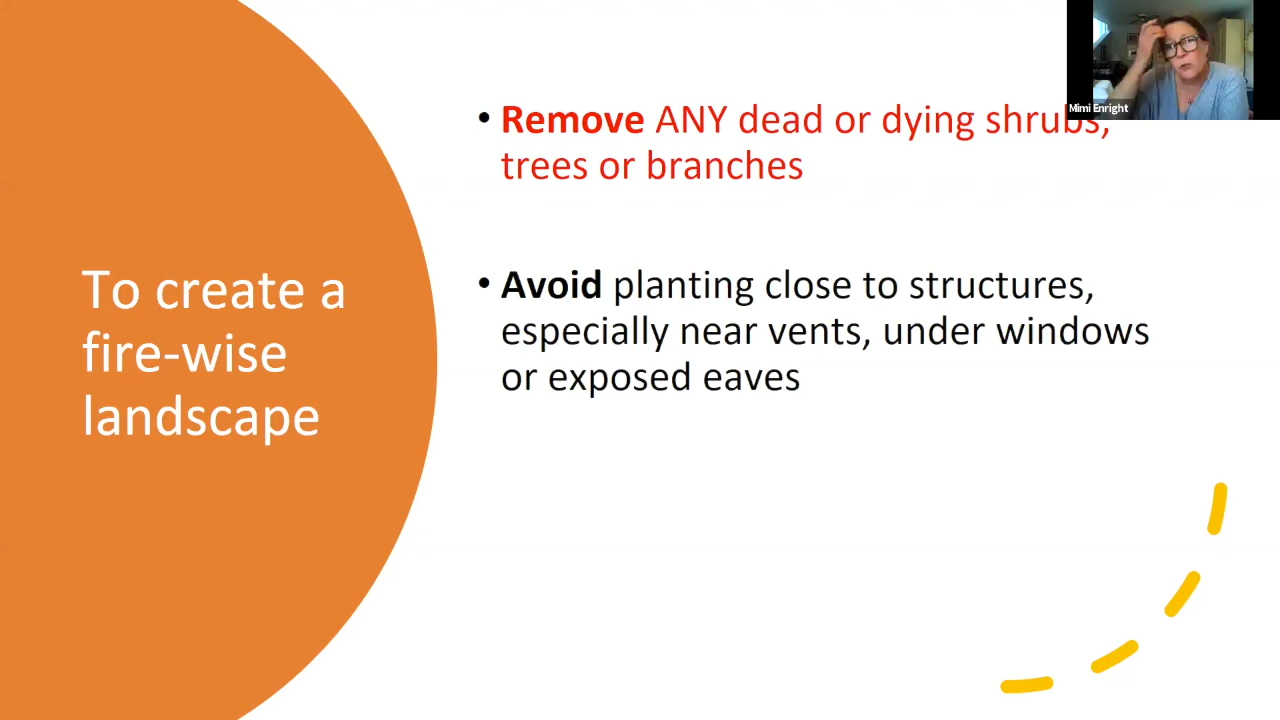 Mimi Enright
• Remove ANY dead or dying shrubs,
trees or branches
To create a
fire-wise
landscape
• Avoid planting close to structures,
especially near vents, under windows
or exposed eaves